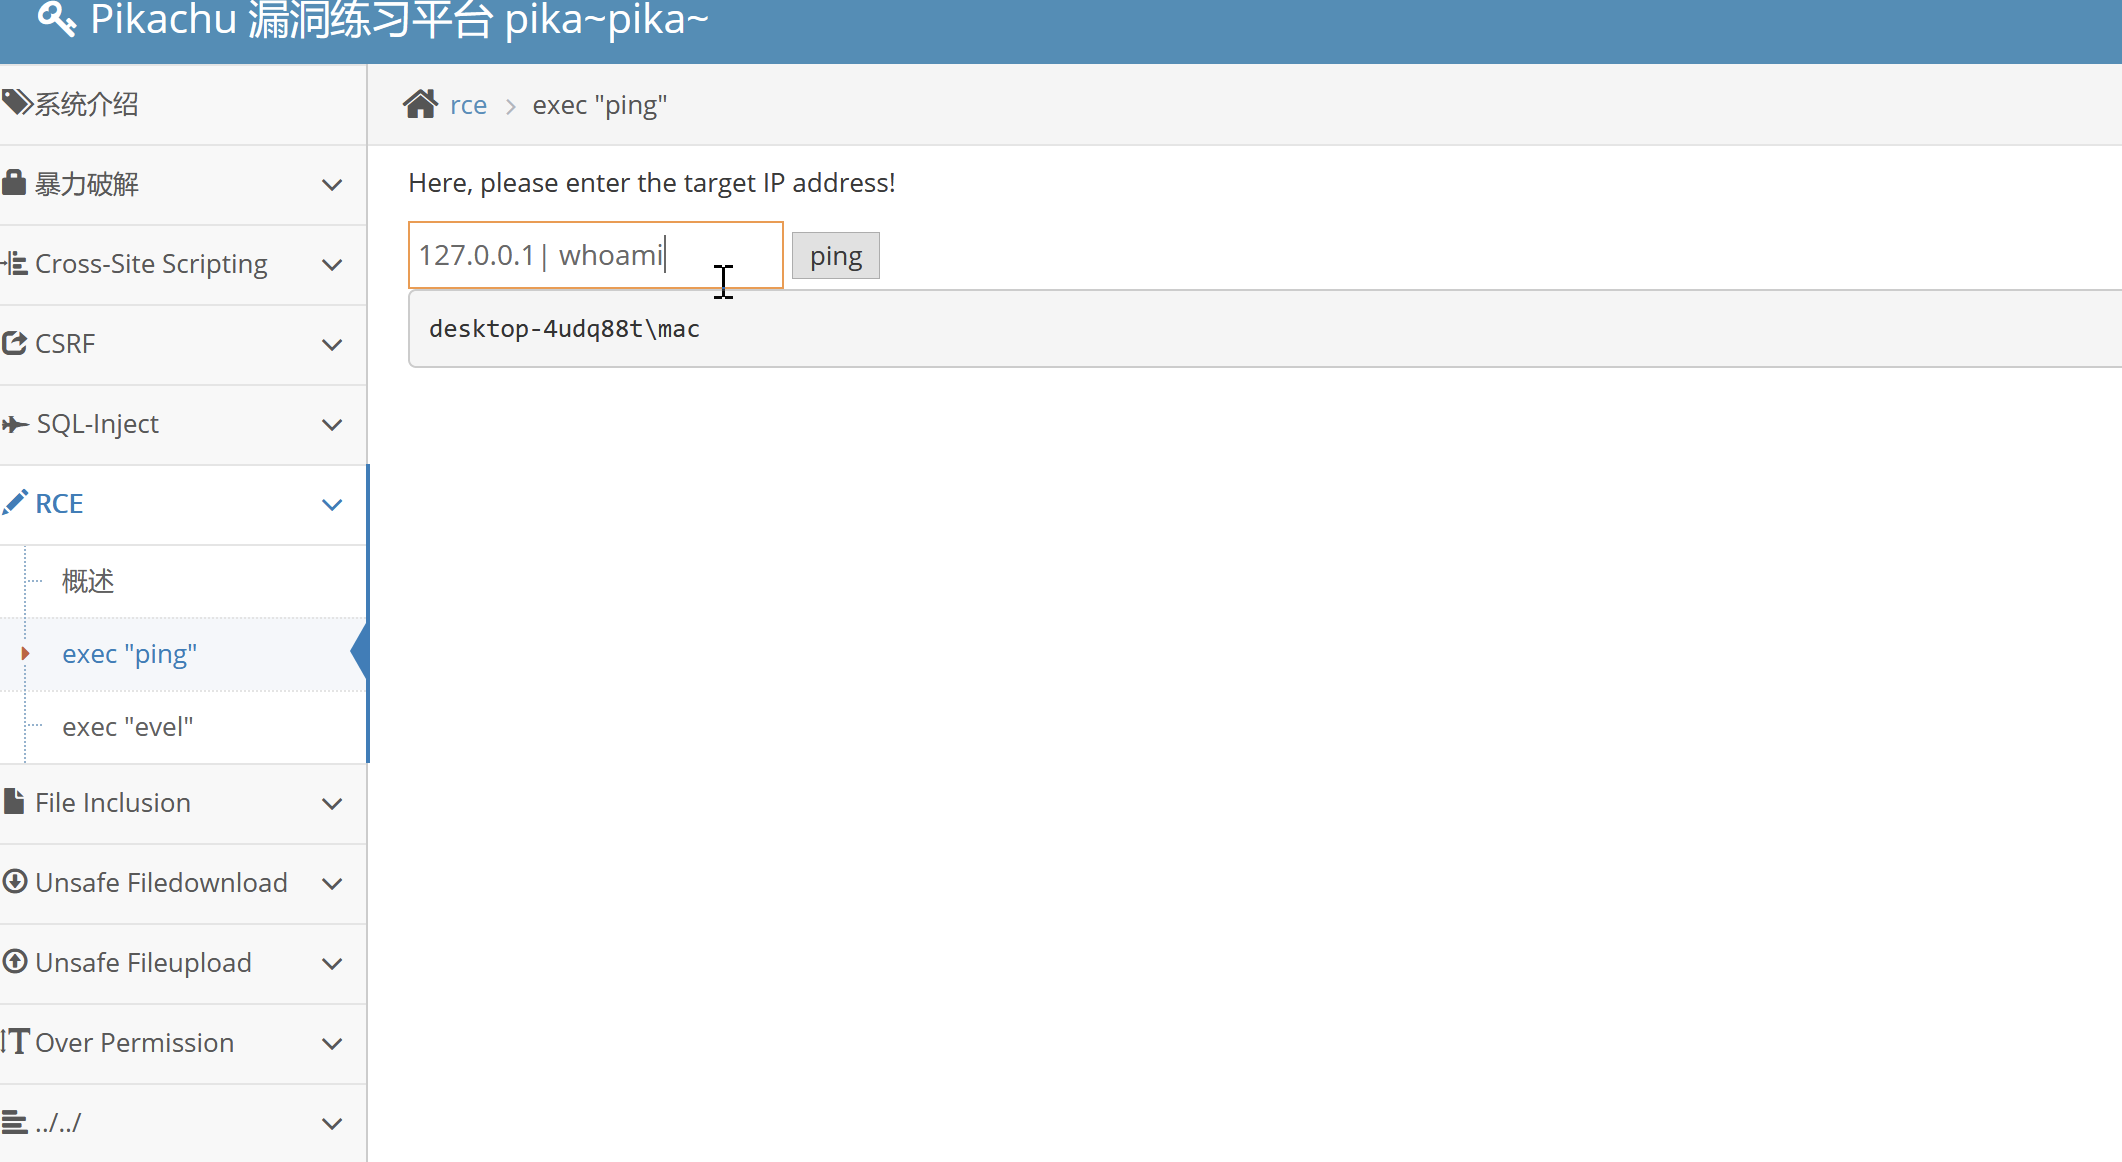 Pikachu 漏洞练习平台 pika~pika~
系统介绍
暴力破解
Cross-Site Scripting
CSRF
SQL-Inject
RCE
概述
exec "ping"
exec "evel"
File Inclusion
Unsafe Filedownload
Unsafe Fileupload
Over Permission
../../
rce > exec "ping"
Here, please enter the target IP address!
127.0.0.1| whoami
ping
desktop-4udq88t\mac